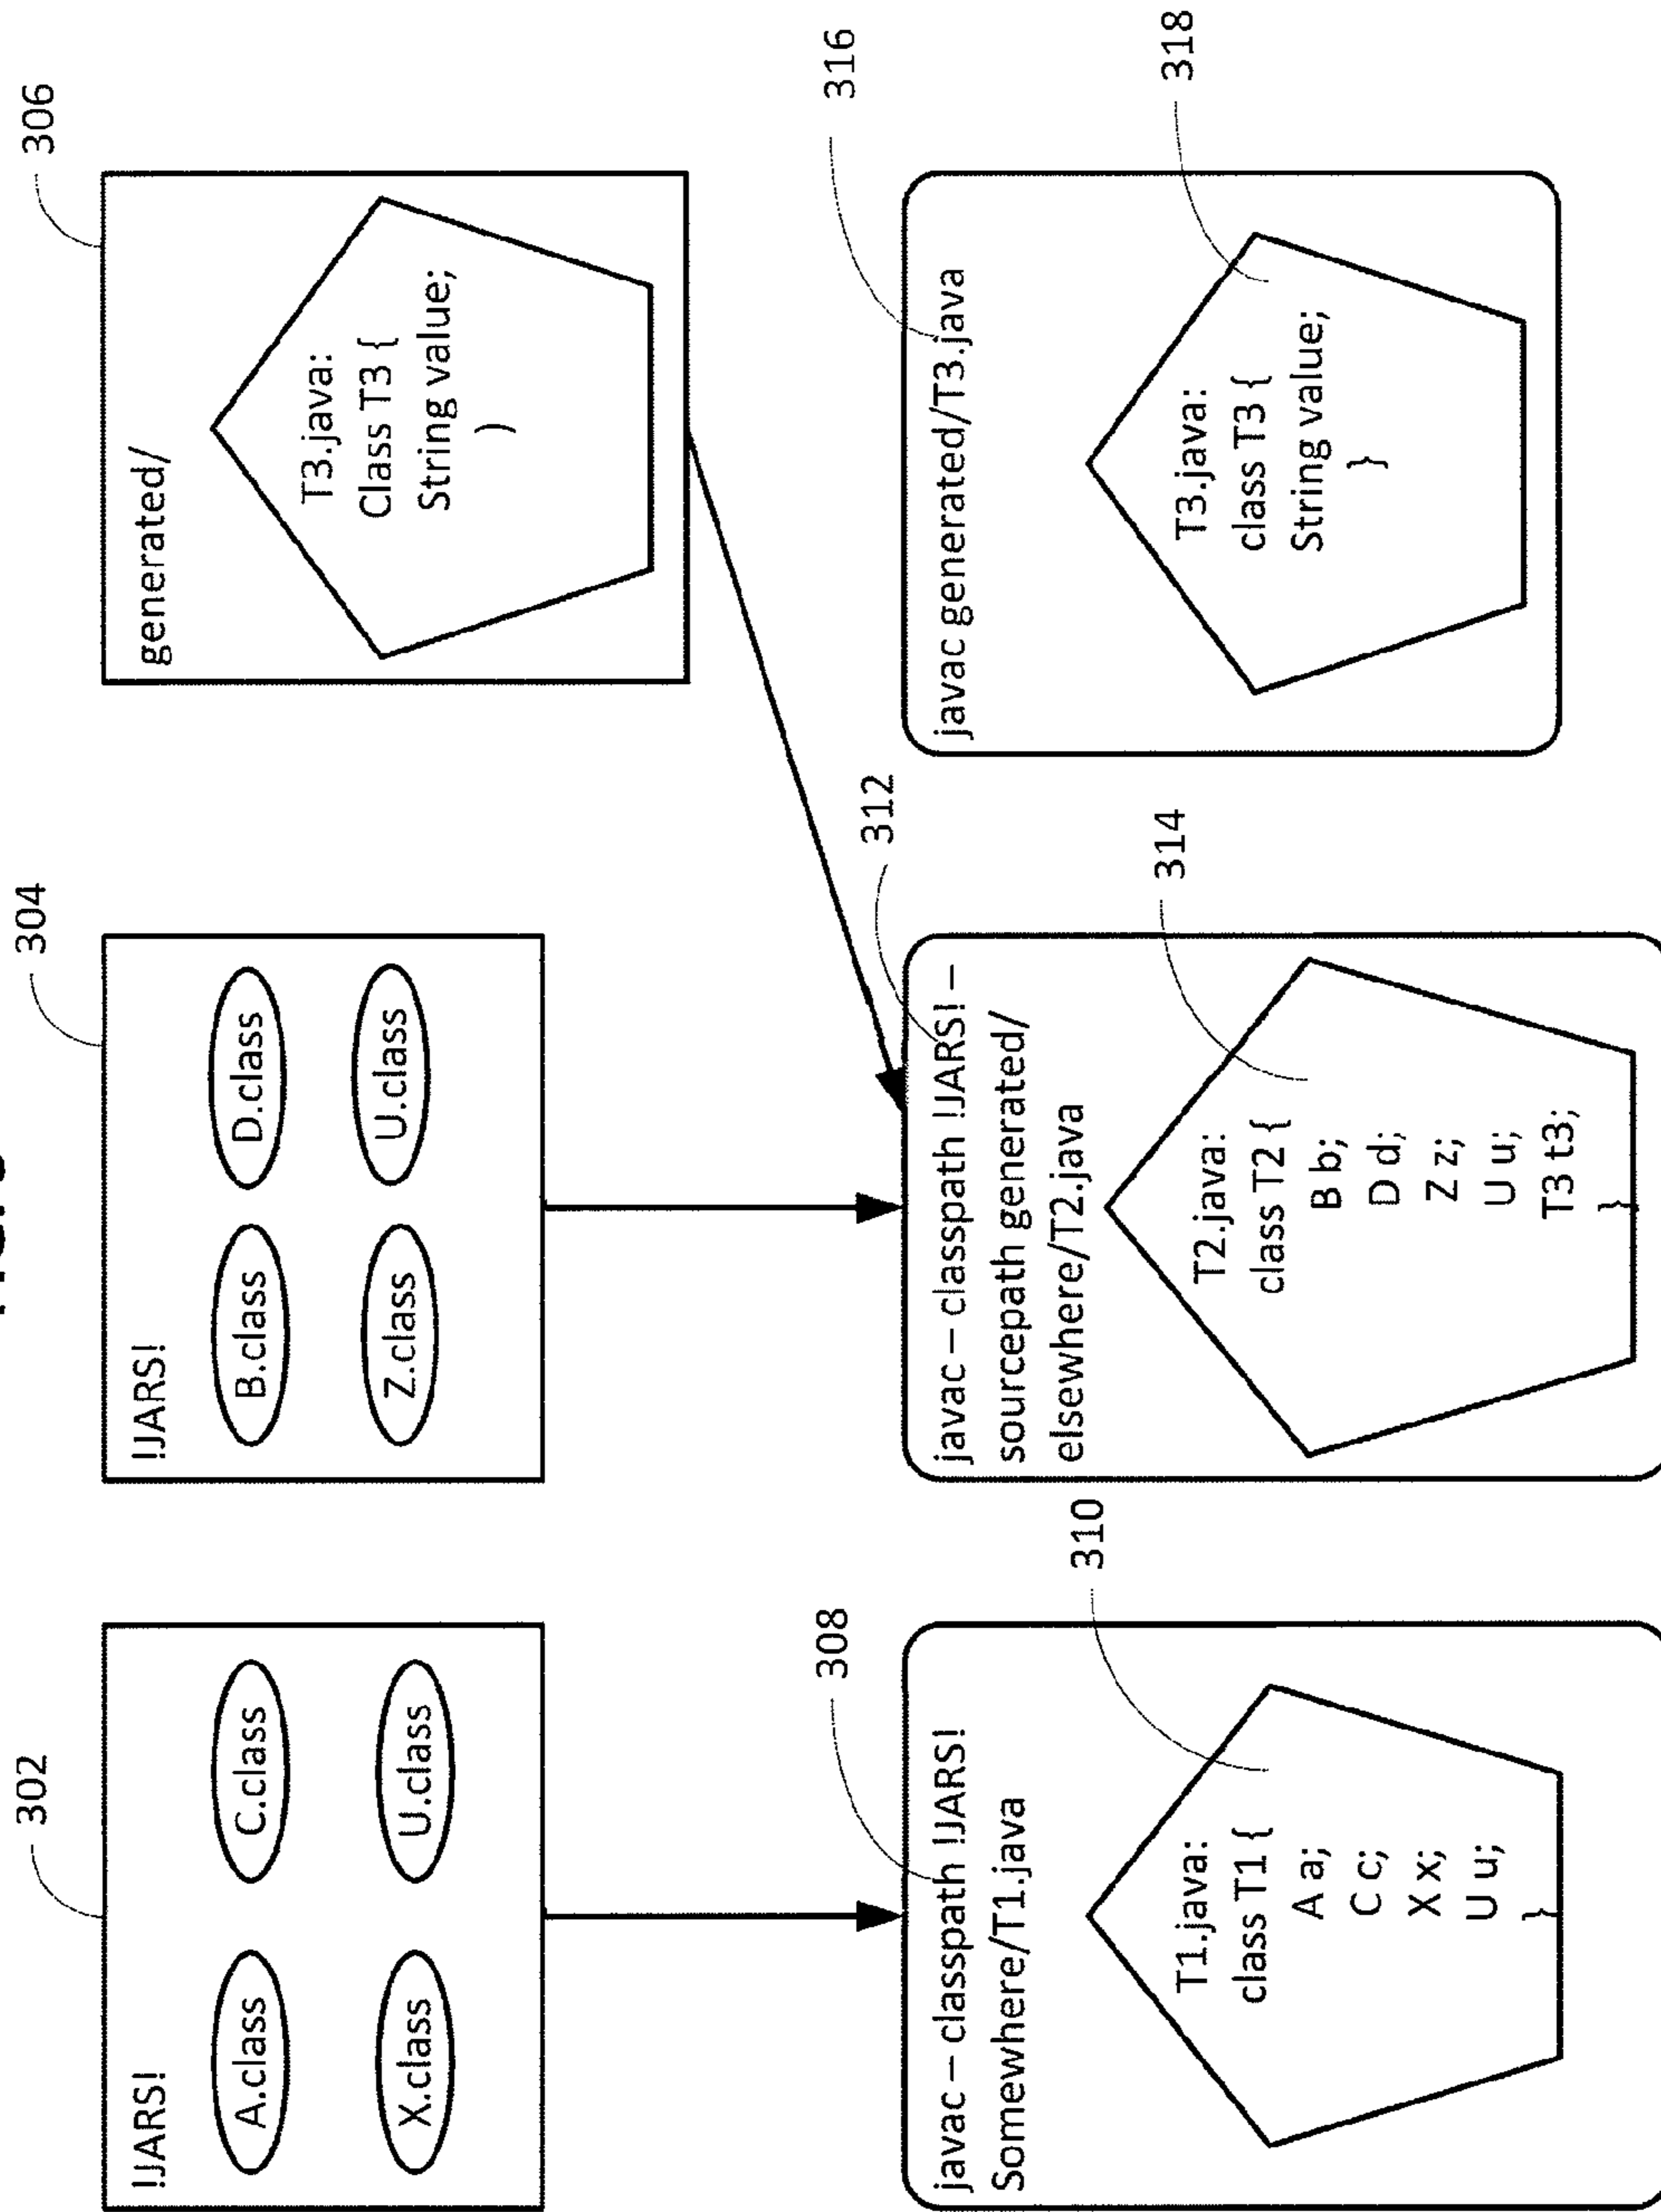 302
304
306
!JARS!
A.class
C.class
X.class
U.class
!JARS!
B.class
D.class
Z.class
U.class
generated/
T3.java:
Class T3 {
String value;
)
308
310
312
314
316
318
javac – classpath !JARS!
Somewhere/T1.java
T1.java:
class T1 {
A a;
C c;
X x;
U u;
}
javac – classpath !JARS! –
sourcepath generated/
elsewhere/T2.java
T2.java:
class T2 {
B b;
D d;
Z z;
U u;
T3 t3;
}
javac generated/T3.java
T3.java:
class T3 {
String value;
}